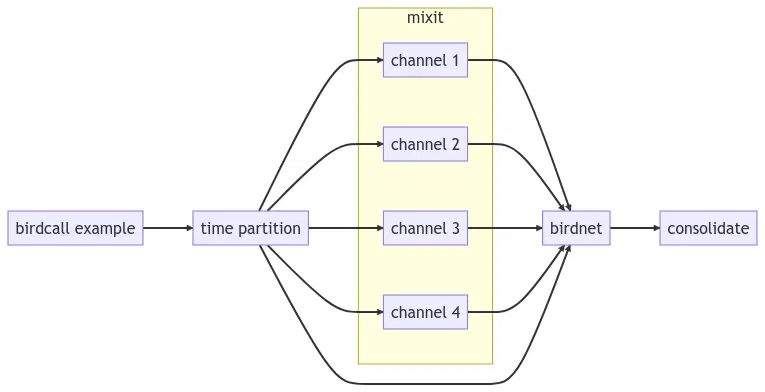 mixit
channel 1
channel 2
birdcall example
time partition
channel 3
birdnet
consolidate
channel 4